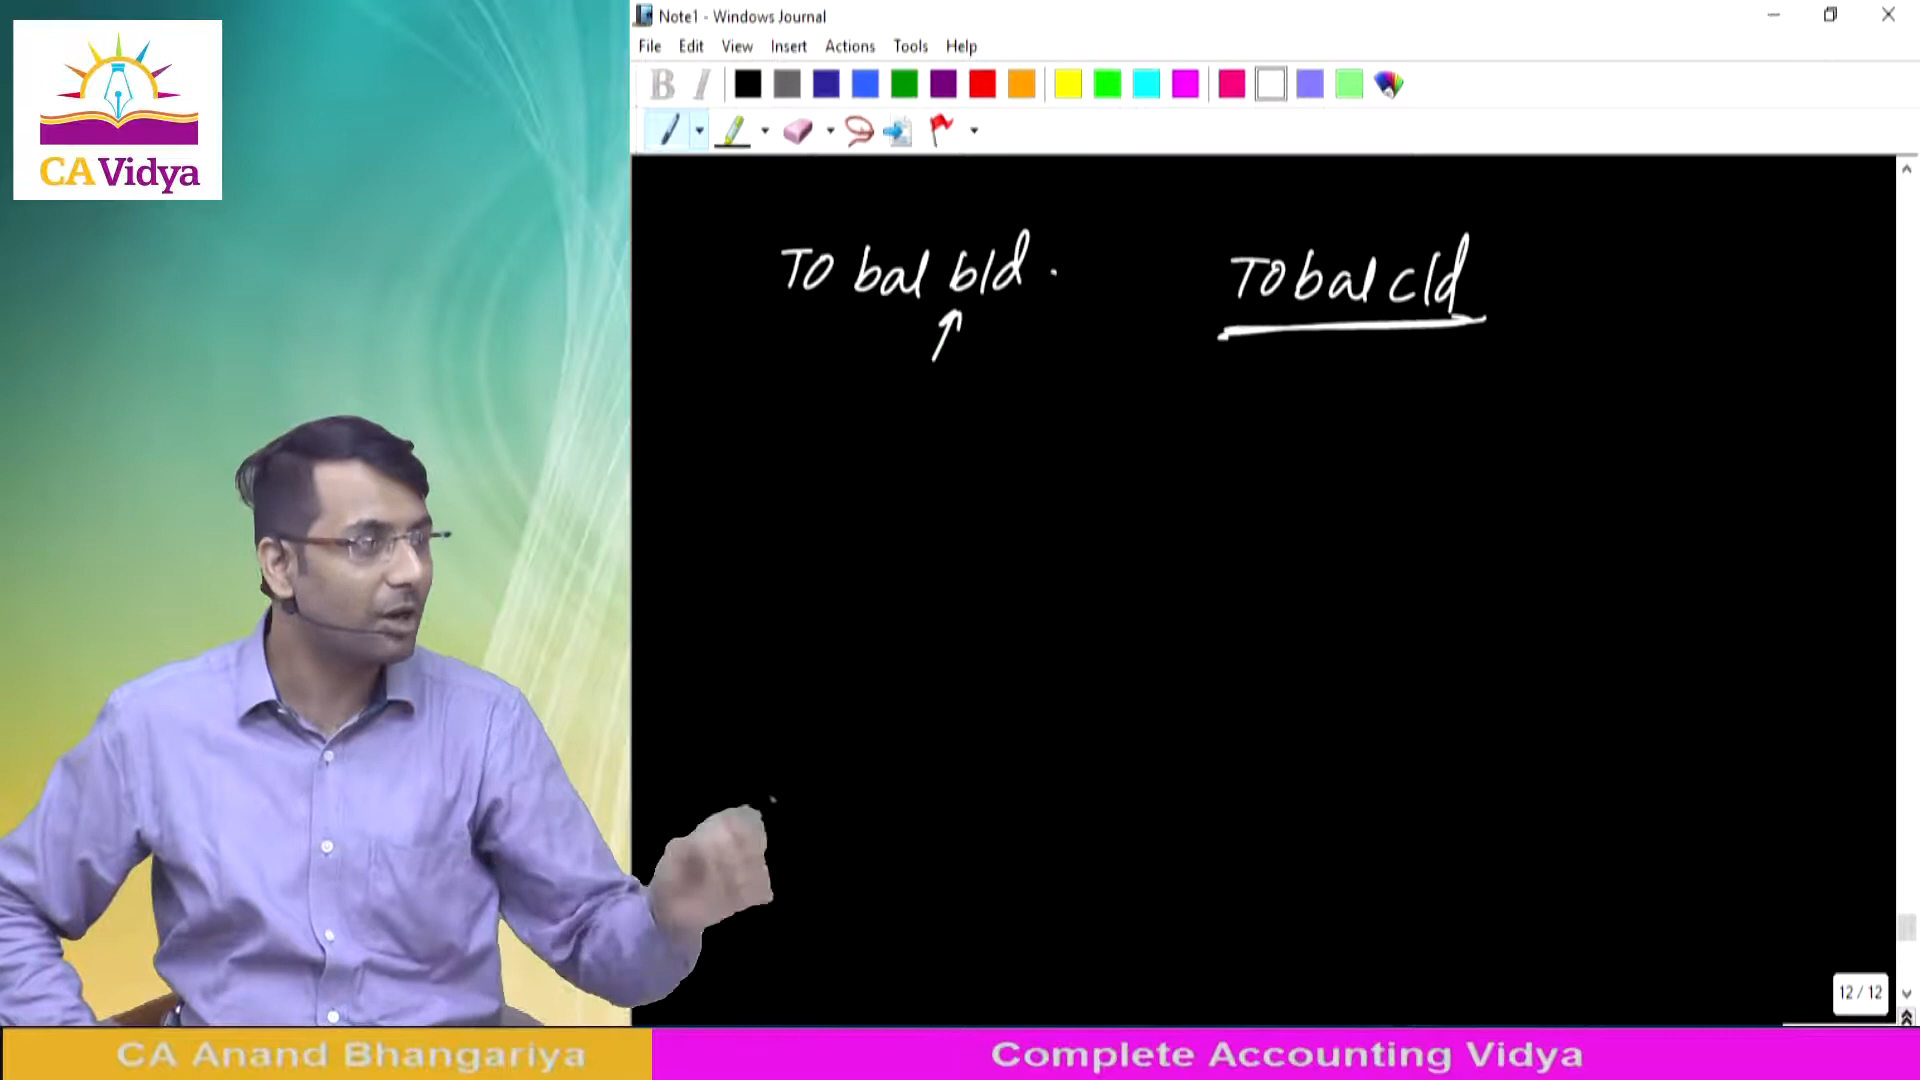 CA Vidya
Note1 - Windows Journal
File Edit View Insert Actions Tools Help
B I
To bal b/d . To bal c/d
12 / 12
CA Anand Bhangariya Complete Accounting Vidya